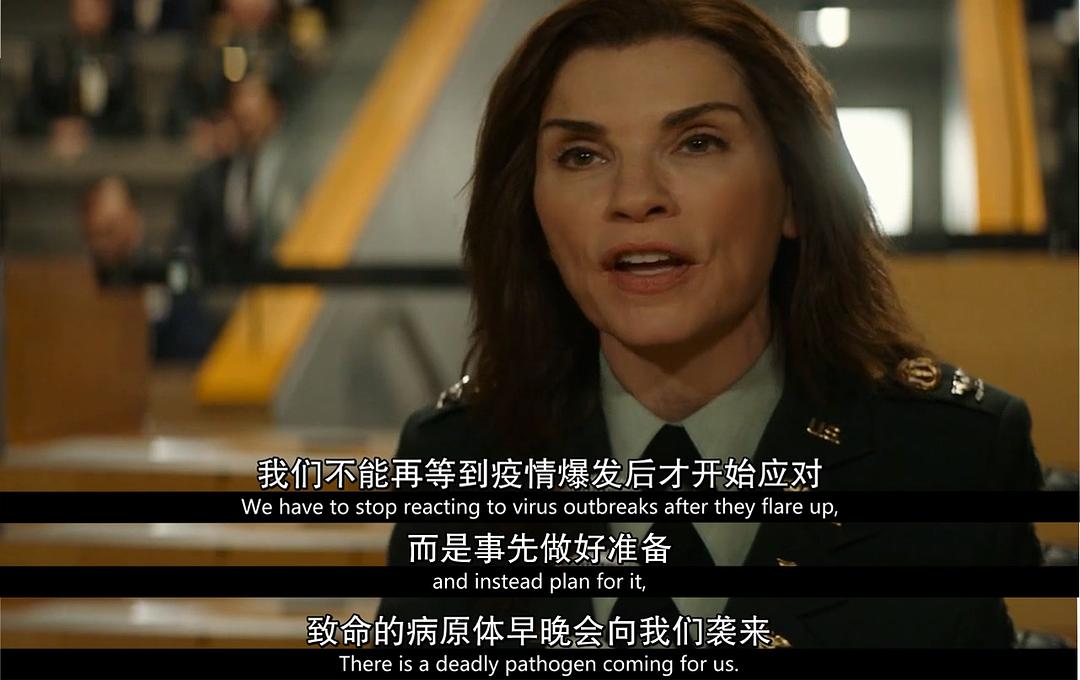 US
我们不能再等到疫情爆发后才开始应对
We have to stop reacting to virus outbreaks after they flare up,
而是事先做好准备
and instead plan for it,
致命的病原体早晚会向我们袭来
There is a deadly pathogen coming for us.